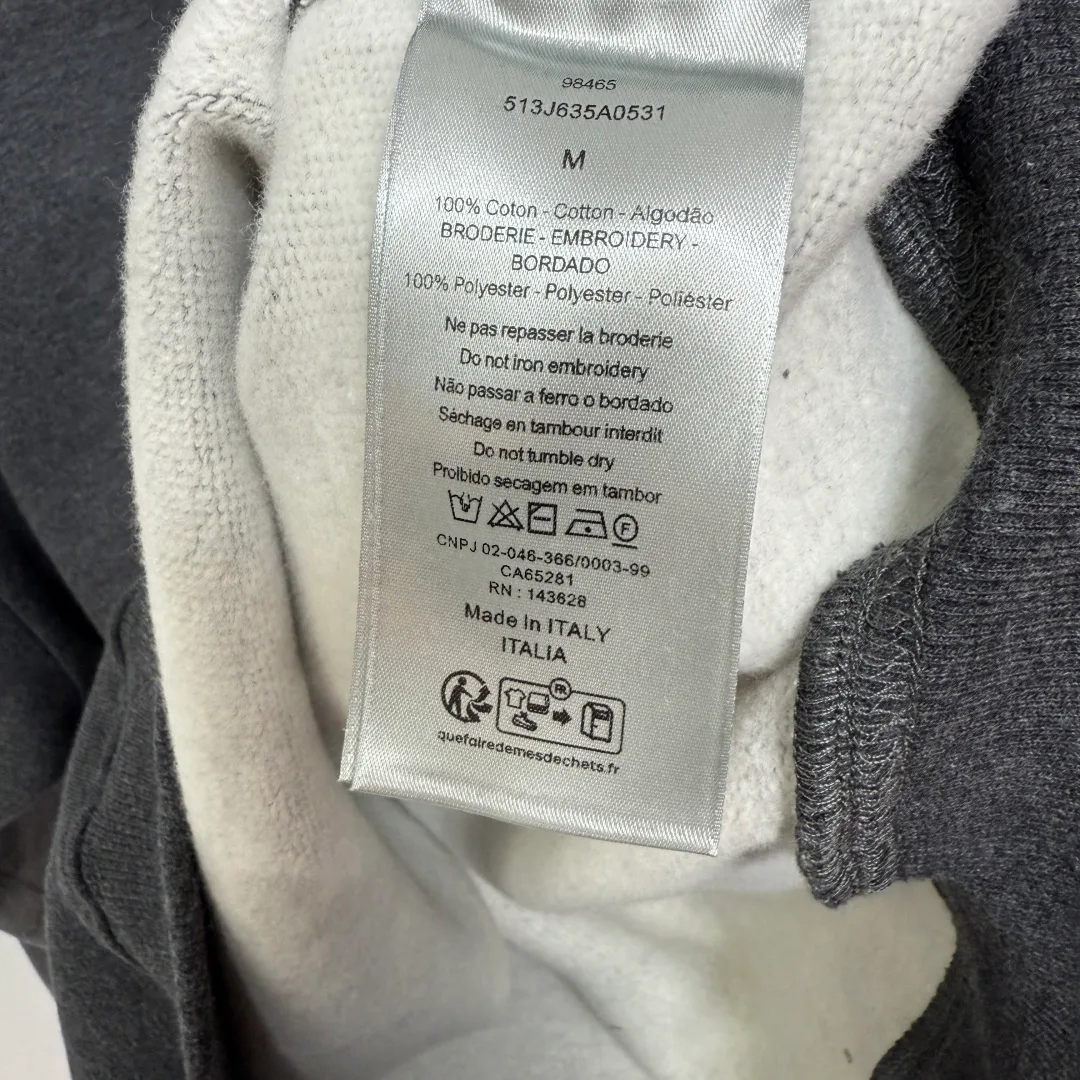 98465
513J635A0531
M
100% Coton - Cotton - Algodão
BRODERIE - EMBROIDERY -
BORDADO
100% Polyester - Polyester - Poliéster
Ne pas repasser la broderie
Do not iron embroidery
Não passar a ferro o bordado
Séchage en tambour interdit
Do not tumble dry
Proibido secagem em tambor
F
CNPJ 02-046-366/0003-99
CA65281
RN : 143628
Made In ITALY
ITALIA
FR
quefairedemesdechets.fr